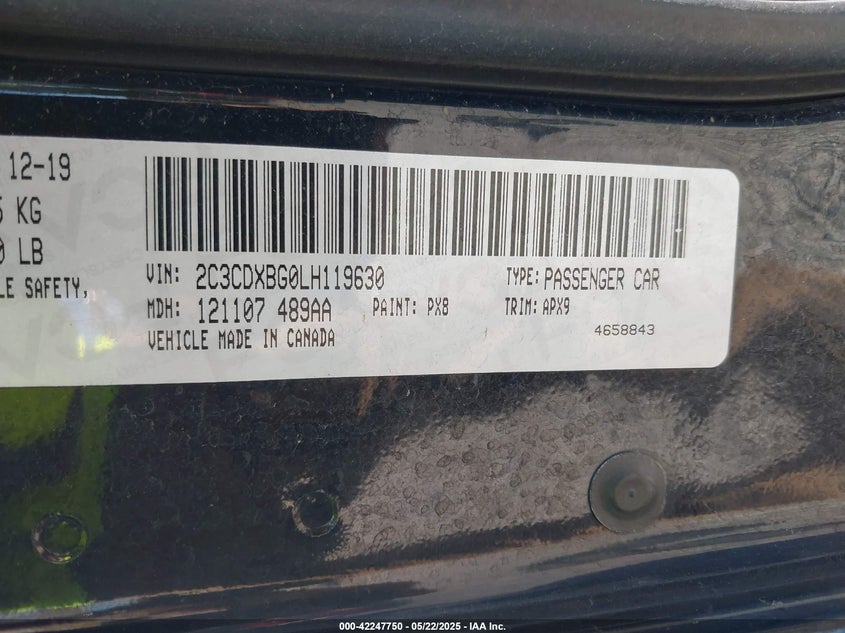 12-19
KG
LB
LE SAFETY,
VIN: 2C3CDXBG0LH119630 TYPE: PASSENGER CAR
MDH: 121107 489AA PAINT: PX8 TRIM: APX9
VEHICLE MADE IN CANADA 4658843
000-42247750 - 05/22/2025 - IAA Inc.